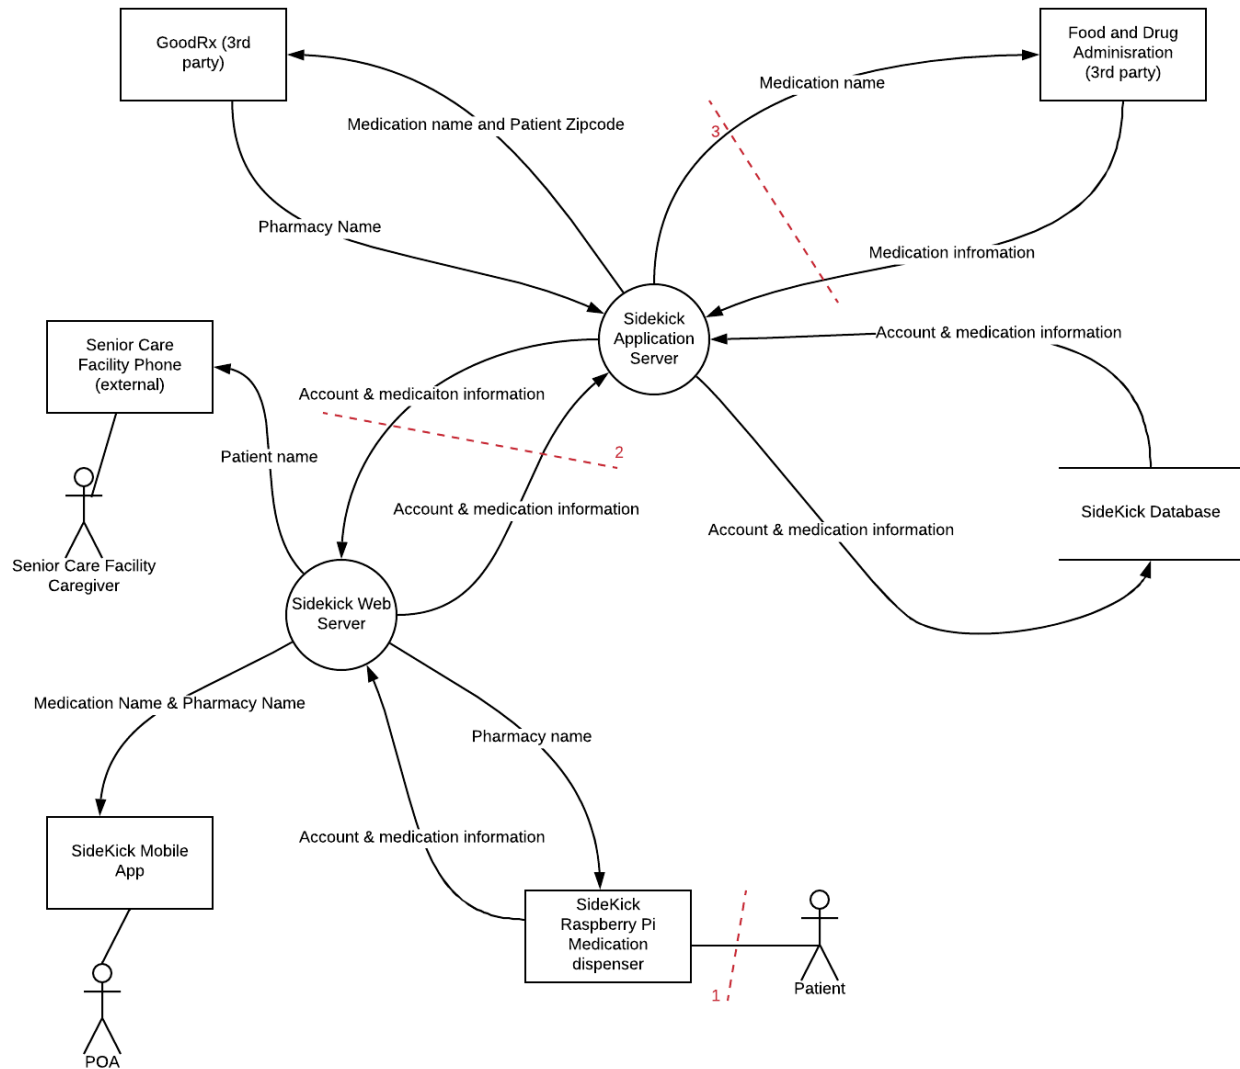 GoodRx (3rd
party)
Food and Drug
Adminisration
(3rd party)
Medication name
Medication name and Patient Zipcode
3
Pharmacy Name
Medication infromation
Sidekick
Application
Server
Account & medication information
Senior Care
Facility Phone
(external)
Account & medicaiton information
2
Patient name
Account & medication information
SideKick Database
Account & medication information
Senior Care Facility
Caregiver
Sidekick Web
Server
Medication Name & Pharmacy Name
Pharmacy name
Account & medication information
SideKick Mobile
App
SideKick
Raspberry Pi
Medication
dispenser
1
Patient
POA